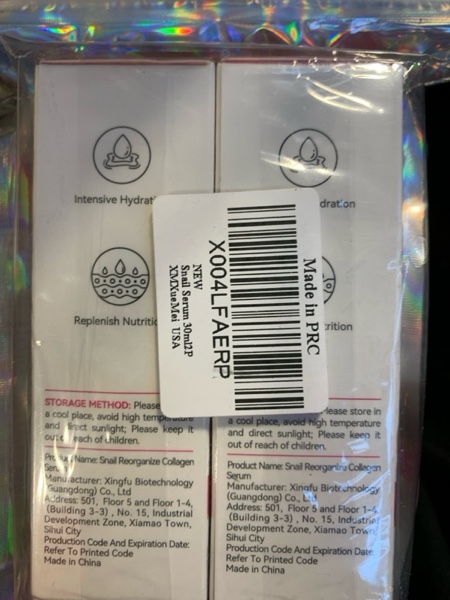 Intensive Hydrat
dration
Replenish Nutritic
trition
Made in PRC
X004LFAERP
NEW
Snail Serum 30ml2P
XMXueMei USA
STORAGE METHOD: Please
a cool place, avoid high temperature
and direct sunlight; Please keep it
out of reach of children.
Product Name: Snail Reorganize Collagen
Serum
Manufacturer: Xingfu Biotechnology
(Guangdong) Co., Ltd
Address: 501, Floor 5 and Floor 1-4,
(Building 3-3) , No. 15, Industrial
Development Zone, Xiamao Town,
Sihui City
Production Code And Expiration Date:
Refer To Printed Code
Made in China
lease store in
a cool place, avoid high temperature
and direct sunlight; Please keep it
out of reach of children.
Product Name: Snail Reorganize Collagen
Serum
Manufacturer: Xingfu Biotechnology
(Guangdong) Co., Ltd
Address: 501, Floor 5 and Floor 1-4,
(Building 3-3) , No. 15, Industrial
Development Zone, Xiamao Town,
Sihui City
Production Code And Expiration Date:
Refer To Printed Code
Made in China